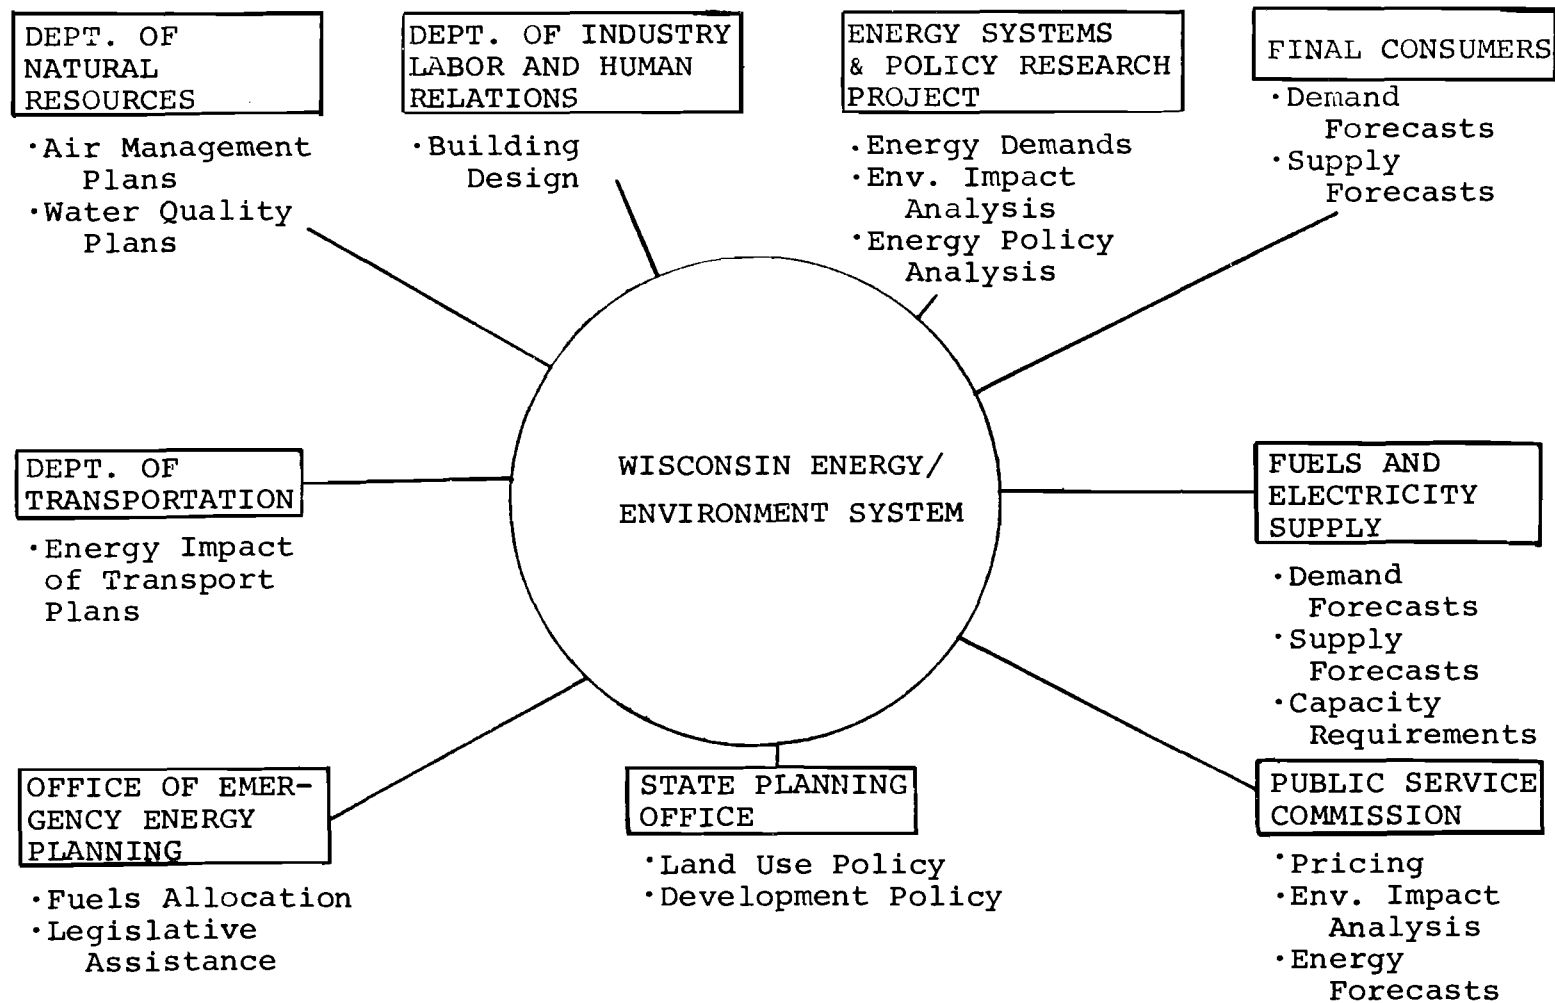 DEPT. OF
NATURAL
RESOURCES
·Air Management
Plans
·Water Quality
Plans
DEPT. OF INDUSTRY
LABOR AND HUMAN
RELATIONS
·Building
Design
ENERGY SYSTEMS
& POLICY RESEARCH
PROJECT
·Energy Demands
·Env. Impact
Analysis
·Energy Policy
Analysis
FINAL CONSUMERS
·Demand
Forecasts
·Supply
Forecasts
WISCONSIN ENERGY/
ENVIRONMENT SYSTEM
DEPT. OF
TRANSPORTATION
·Energy Impact
of Transport
Plans
FUELS AND
ELECTRICITY
SUPPLY
·Demand
Forecasts
·Supply
Forecasts
·Capacity
Requirements
OFFICE OF EMER-
GENCY ENERGY
PLANNING
·Fuels Allocation
·Legislative
Assistance
STATE PLANNING
OFFICE
·Land Use Policy
·Development Policy
PUBLIC SERVICE
COMMISSION
·Pricing
·Env. Impact
Analysis
·Energy
Forecasts